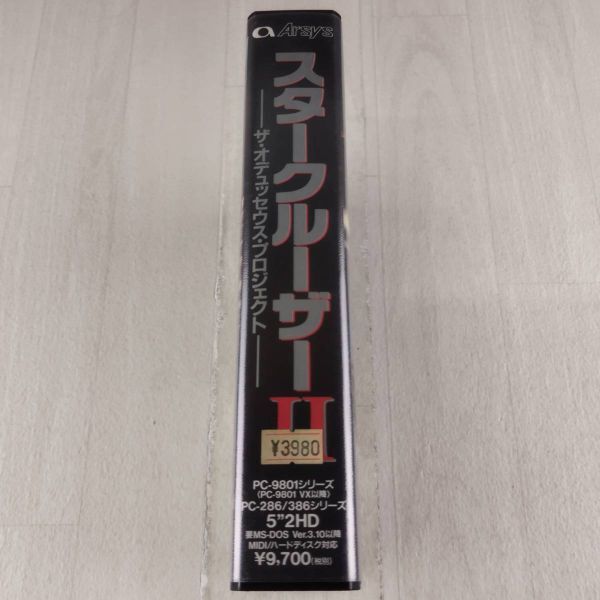 Arsys
スタークルーザー
ザ・オデュッセウス・プロジェクト
II
¥3980
PC-9801シリーズ
(PC-9801 VX以降)
PC-286/386シリーズ
5"2HD
要MS-DOS Ver.3.10以降
MIDI/ハードディスク対応
¥9,700(税別)